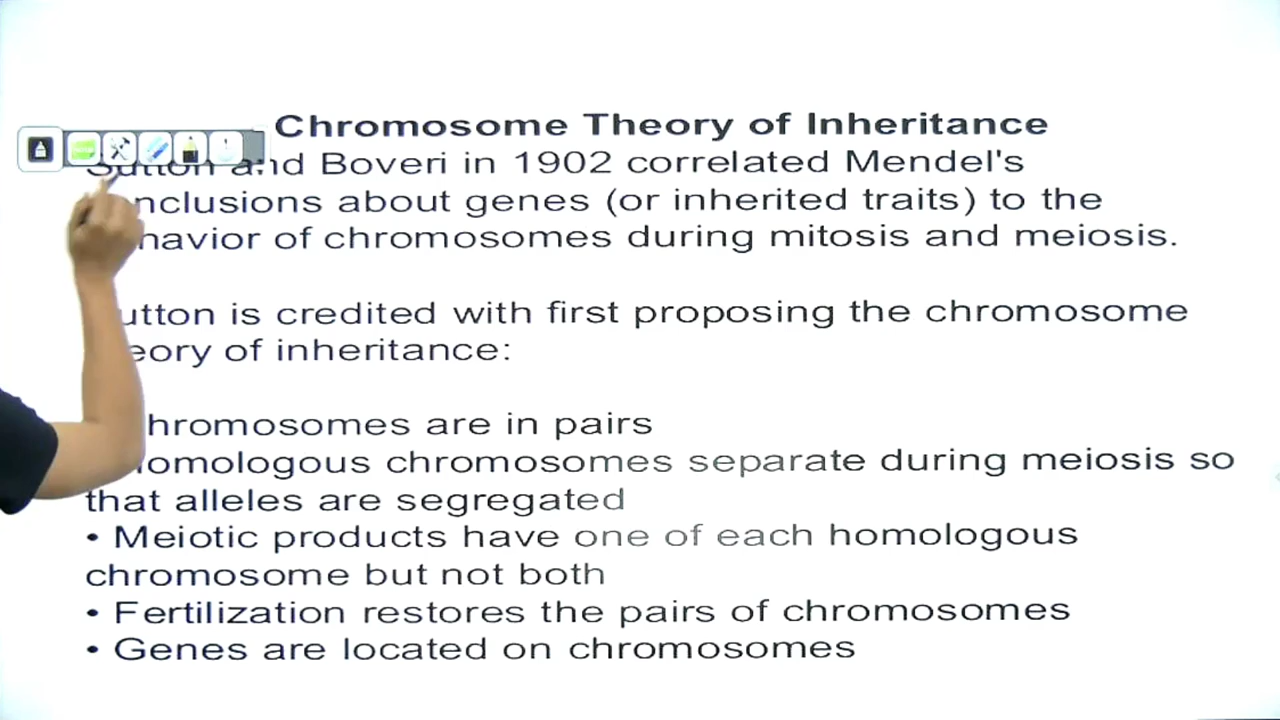 Chromosome Theory of Inheritance
Sutton and Boveri in 1902 correlated Mendel's
nclusions about genes (or inherited traits) to the
havior of chromosomes during mitosis and meiosis.
utton is credited with first proposing the chromosome
eory of inheritance:
hromosomes are in pairs
omologous chromosomes separate during meiosis so
that alleles are segregated
• Meiotic products have one of each homologous
chromosome but not both
• Fertilization restores the pairs of chromosomes
• Genes are located on chromosomes